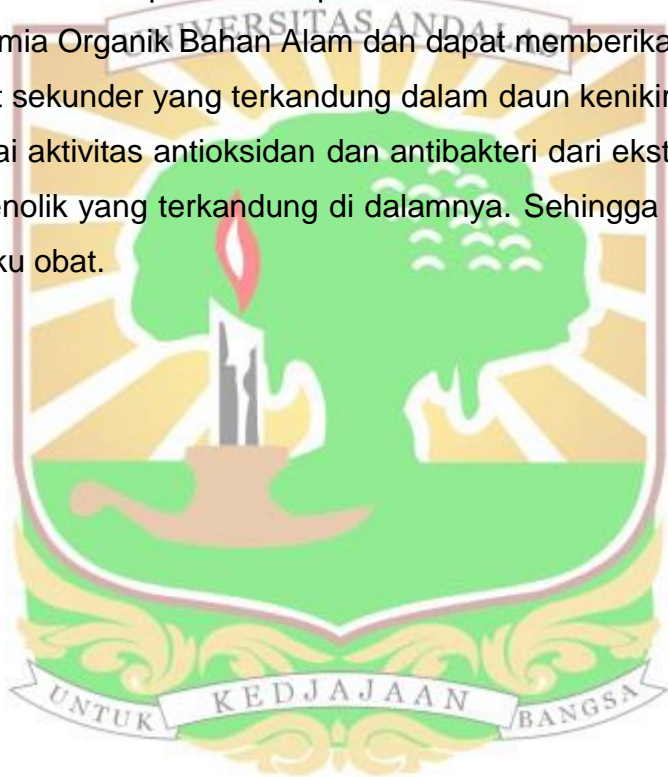 UNIVERSITAS ANDALAS
mia Organik Bahan Alam dan dapat memberika
t sekunder yang terkandung dalam daun kenikir
ai aktivitas antioksidan dan antibakteri dari ekst
enolik yang terkandung di dalamnya. Sehingga
ku obat.
UNTUK KEDJAJAAN BANGSA